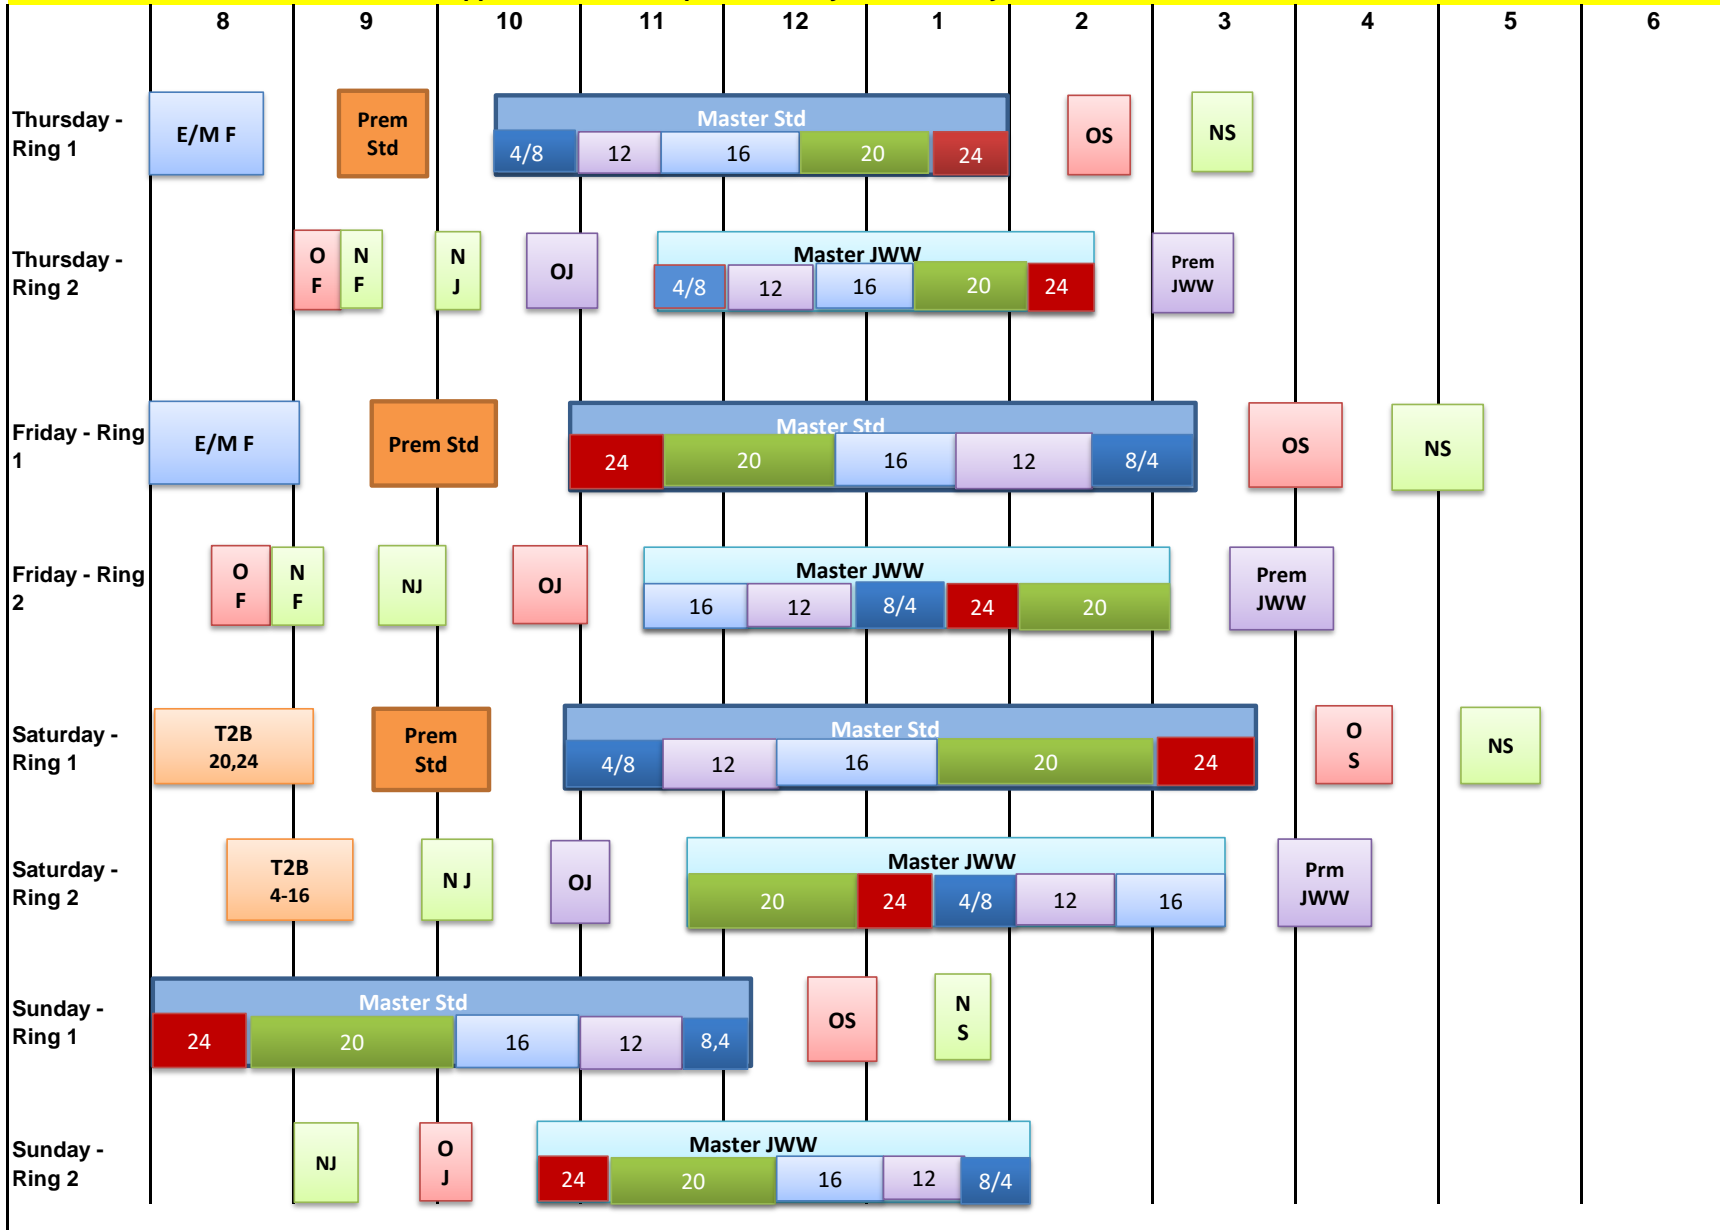 8 9 10 11 12 1 2 3 4 5 6
Thursday -
Ring 1
E/M F
Prem
Std
Master Std
4/8 12 16 20 24
OS
NS
Thursday -
Ring 2
O
F
N
F
N
J
OJ
Master JWW
4/8 12 16 20 24
Prem
JWW
Friday - Ring
1
E/M F
Prem Std
Master Std
24 20 16 12 8/4
OS
NS
Friday - Ring
2
O
F
N
F
NJ
OJ
Master JWW
16 12 8/4 24 20
Prem
JWW
Saturday -
Ring 1
T2B
20,24
Prem
Std
Master Std
4/8 12 16 20 24
O
S
NS
Saturday -
Ring 2
T2B
4-16
N J
OJ
Master JWW
20 24 4/8 12 16
Prm
JWW
Sunday -
Ring 1
Master Std
24 20 16 12 8,4
OS
N
S
Sunday -
Ring 2
NJ
O
J
Master JWW
24 20 16 12 8/4